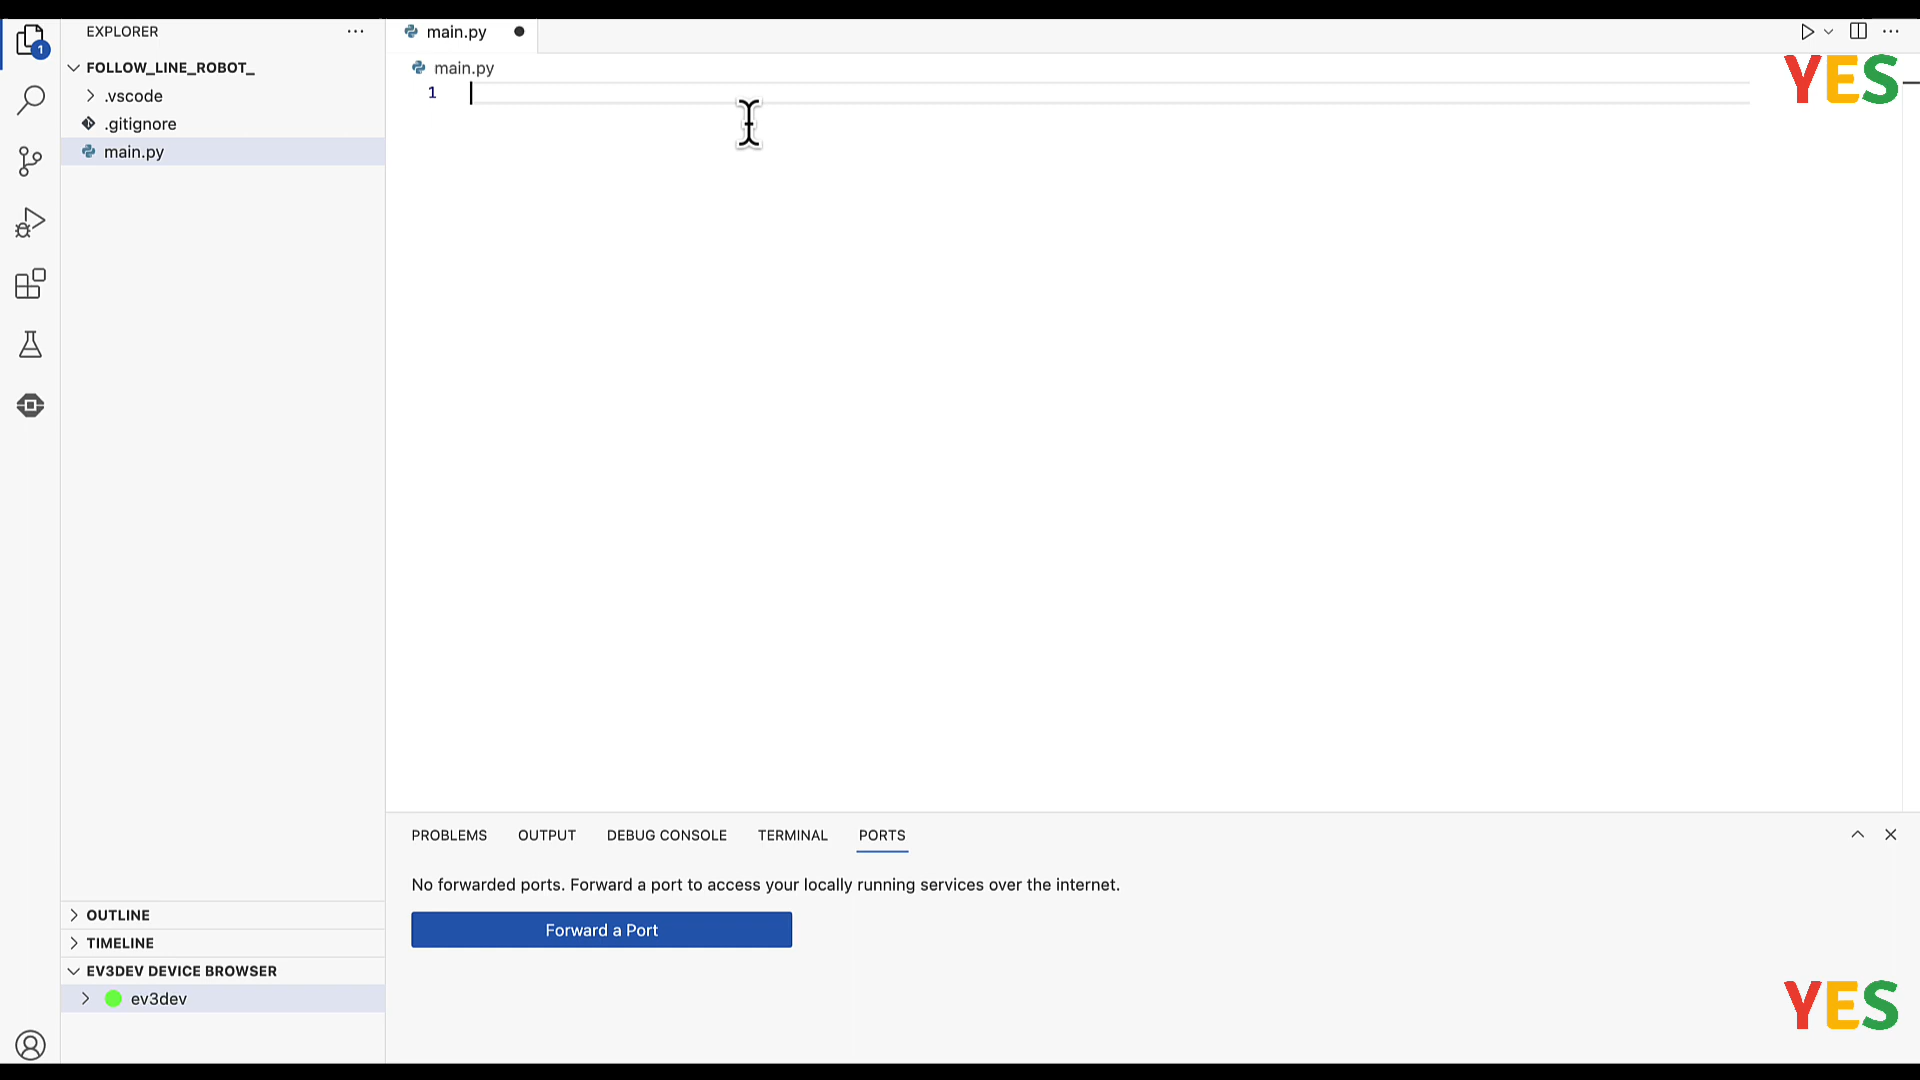 EXPLORER
FOLLOW_LINE_ROBOT_
.vscode
.gitignore
main.py
OUTLINE
TIMELINE
EV3DEV DEVICE BROWSER
ev3dev
1
main.py
main.py
1
YES
PROBLEMS OUTPUT DEBUG CONSOLE TERMINAL PORTS
No forwarded ports. Forward a port to access your locally running services over the internet.
Forward a Port
YES